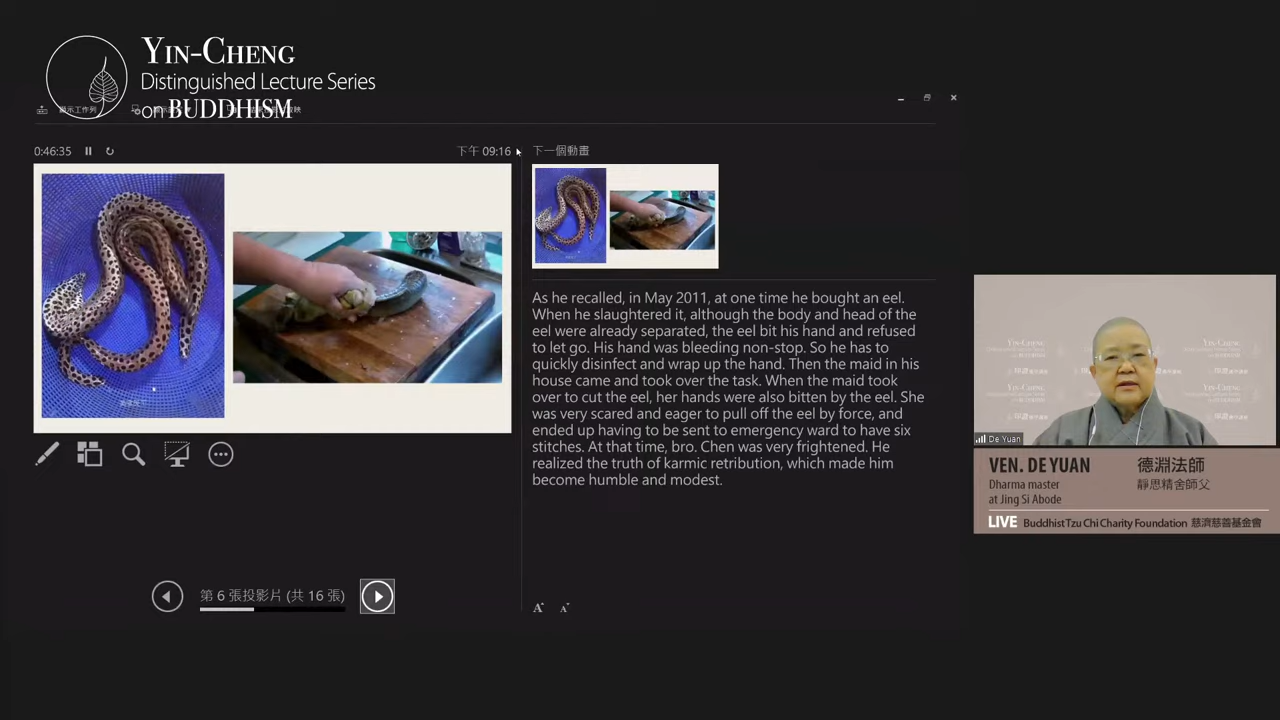 YIN-CHENG
Distinguished Lecture Series
on BUDDHISM
0:46:35
下午 09:16
下一個動畫
As he recalled, in May 2011, at one time he bought an eel.
When he slaughtered it, although the body and head of the
eel were already separated, the eel bit his hand and refused
to let go. His hand was bleeding non-stop. So he has to
quickly disinfect and wrap up the hand. Then the maid in his
house came and took over the task. When the maid took
over to cut the eel, her hands were also bitten by the eel. She
was very scared and eager to pull off the eel by force, and
ended up having to be sent to emergency ward to have six
stitches. At that time, bro. Chen was very frightened. He
realized the truth of karmic retribution, which made him
become humble and modest.
第 6 張投影片 (共 16 張)
A A
De Yuan
VEN. DE YUAN 德淵法師
Dharma master 靜思精舍師父
at Jing Si Abode
LIVE Buddhist Tzu Chi Charity Foundation 慈濟慈善基金會